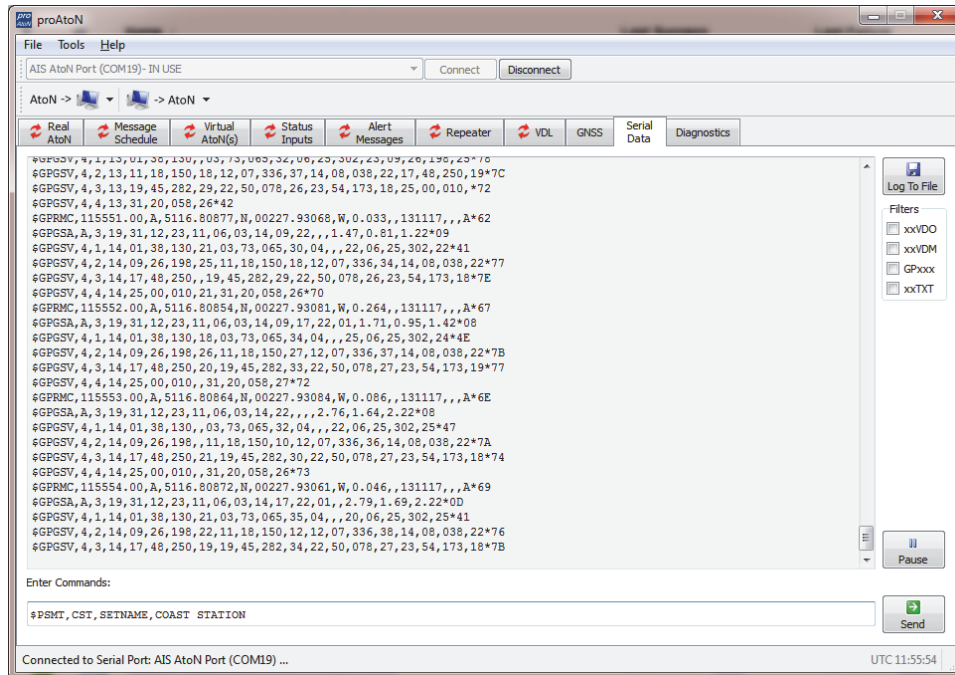 proAtoN
File Tools Help
AIS AtoN Port (COM19)- IN USE
Connect
Disconnect
AtoN -> -> AtoN
Real AtoN
Message Schedule
Virtual AtoN(s)
Status Inputs
Alert Messages
Repeater
VDL
GNSS
Serial Data
Diagnostics
$GPGSV,4,1,13,01,38,130,,03,73,065,32,06,25,302,23,09,26,198,25*78
$GPGSV,4,2,13,11,18,150,18,12,07,336,37,14,08,038,22,17,48,250,19*7C
$GPGSV,4,3,13,19,45,282,29,22,50,078,26,23,54,173,18,25,00,010,*72
$GPGSV,4,4,13,31,20,058,26*42
$GPRMC,115551.00,A,5116.80877,N,00227.93068,W,0.033,,131117,,,A*62
$GPGSA,A,3,19,31,12,23,11,06,03,14,09,22,,,1.47,0.81,1.22*09
$GPGSV,4,1,14,01,38,130,21,03,73,065,30,04,,,22,06,25,302,22*41
$GPGSV,4,2,14,09,26,198,25,11,18,150,18,12,07,336,34,14,08,038,22*77
$GPGSV,4,3,14,17,48,250,,19,45,282,29,22,50,078,26,23,54,173,18*7E
$GPGSV,4,4,14,25,00,010,21,31,20,058,26*70
$GPRMC,115552.00,A,5116.80854,N,00227.93081,W,0.264,,131117,,,A*67
$GPGSA,A,3,19,31,12,23,11,06,03,14,09,17,22,01,1.71,0.95,1.42*08
$GPGSV,4,1,14,01,38,130,18,03,73,065,34,04,,,25,06,25,302,24*4E
$GPGSV,4,2,14,09,26,198,26,11,18,150,27,12,07,336,37,14,08,038,22*7B
$GPGSV,4,3,14,17,48,250,20,19,45,282,33,22,50,078,27,23,54,173,19*77
$GPGSV,4,4,14,25,00,010,,31,20,058,27*72
$GPRMC,115553.00,A,5116.80864,N,00227.93084,W,0.086,,131117,,,A*6E
$GPGSA,A,3,19,31,12,23,11,06,03,14,22,,,,2.76,1.64,2.22*08
$GPGSV,4,1,14,01,38,130,,03,73,065,32,04,,,22,06,25,302,25*47
$GPGSV,4,2,14,09,26,198,,11,18,150,10,12,07,336,36,14,08,038,22*7A
$GPGSV,4,3,14,17,48,250,21,19,45,282,30,22,50,078,27,23,54,173,18*74
$GPGSV,4,4,14,25,00,010,,31,20,058,26*73
$GPRMC,115554.00,A,5116.80872,N,00227.93061,W,0.046,,131117,,,A*69
$GPGSA,A,3,19,31,12,23,11,06,03,14,17,22,01,,2.79,1.69,2.22*0D
$GPGSV,4,1,14,01,38,130,21,03,73,065,35,04,,,20,06,25,302,25*41
$GPGSV,4,2,14,09,26,198,22,11,18,150,12,12,07,336,38,14,08,038,22*76
$GPGSV,4,3,14,17,48,250,19,19,45,282,34,22,50,078,27,23,54,173,18*7B
Log To File
Filters
xxVDO
xxVDM
GPxxx
xxTXT
Pause
Enter Commands:
$PSMT,CST,SETNAME,COAST STATION
Send
Connected to Serial Port: AIS AtoN Port (COM19) ...
UTC 11:55:54